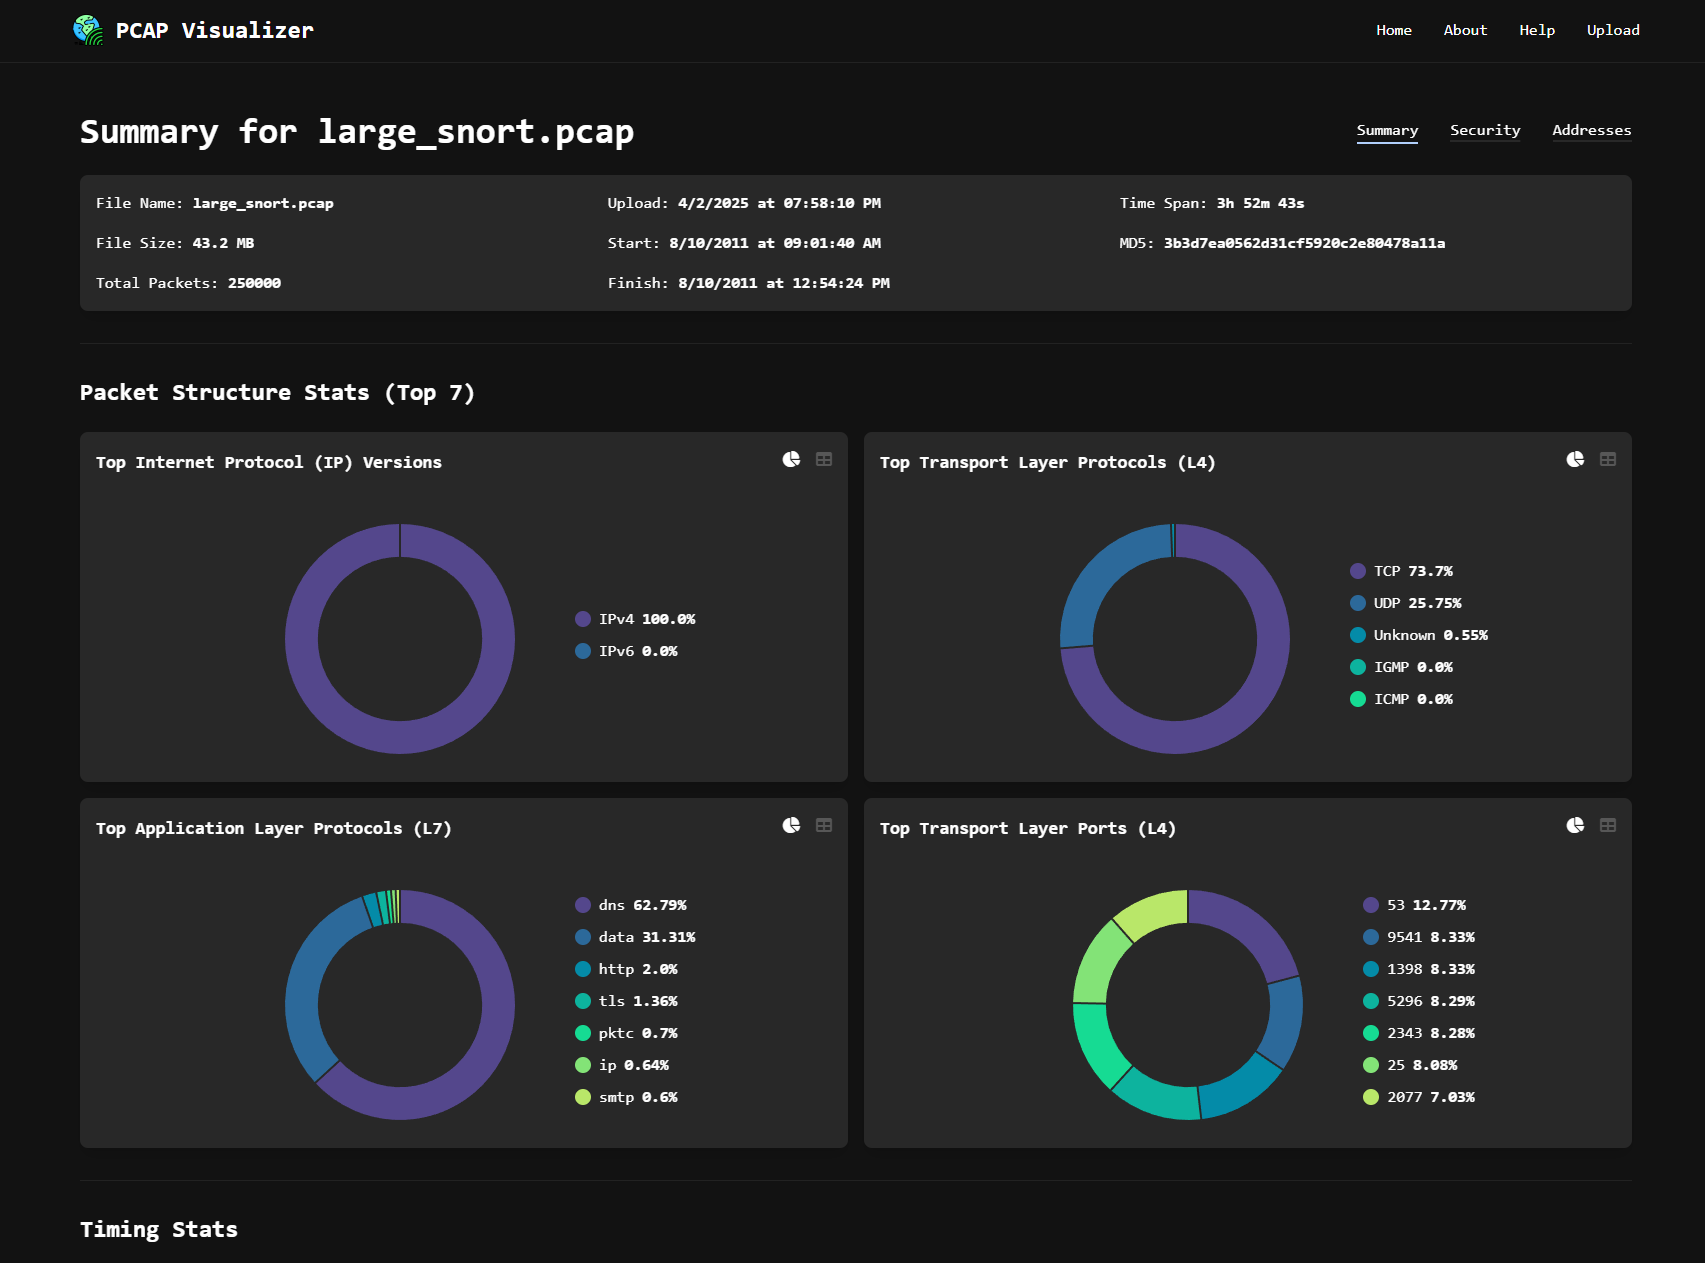 PCAP Visualizer
Home
About
Help
Upload
Summary for large_snort.pcap
Summary
Security
Addresses
File Name: large_snort.pcap
Upload: 4/2/2025 at 07:58:10 PM
Time Span: 3h 52m 43s
File Size: 43.2 MB
Start: 8/10/2011 at 09:01:40 AM
MD5: 3b3d7ea0562d31cf5920c2e80478a11a
Total Packets: 250000
Finish: 8/10/2011 at 12:54:24 PM
Packet Structure Stats (Top 7)
Top Internet Protocol (IP) Versions
IPv4 100.0%
IPv6 0.0%
Top Transport Layer Protocols (L4)
TCP 73.7%
UDP 25.75%
Unknown 0.55%
IGMP 0.0%
ICMP 0.0%
Top Application Layer Protocols (L7)
dns 62.79%
data 31.31%
http 2.0%
tls 1.36%
pktc 0.7%
ip 0.64%
smtp 0.6%
Top Transport Layer Ports (L4)
53 12.77%
9541 8.33%
1398 8.33%
5296 8.29%
2343 8.28%
25 8.08%
2077 7.03%
Timing Stats